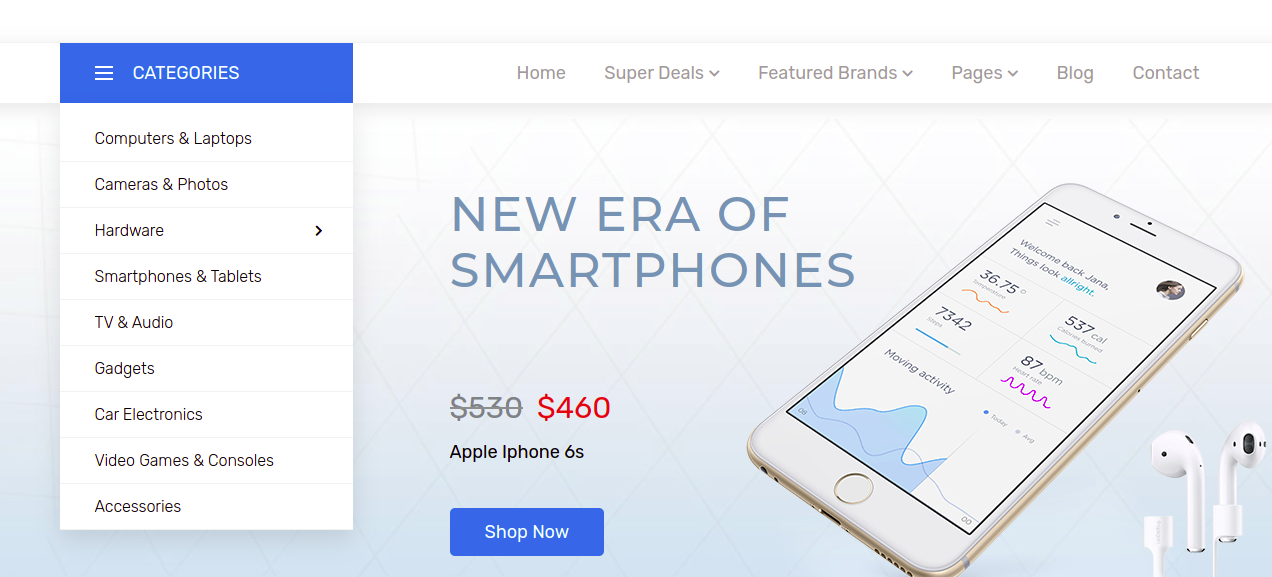 CATEGORIES
Home
Super Deals
Featured Brands
Pages
Blog
Contact
Computers & Laptops
Cameras & Photos
Hardware
Smartphones & Tablets
TV & Audio
Gadgets
Car Electronics
Video Games & Consoles
Accessories
NEW ERA OF
SMARTPHONES
$530 $460
Apple Iphone 6s
Shop Now
Welcome back Jana,
Things look allright.
36.75 °
Temperature
7342
Steps
537 cal
Calories burned
87 bpm
Heart rate
Moving activity
Today
Avg
08
00